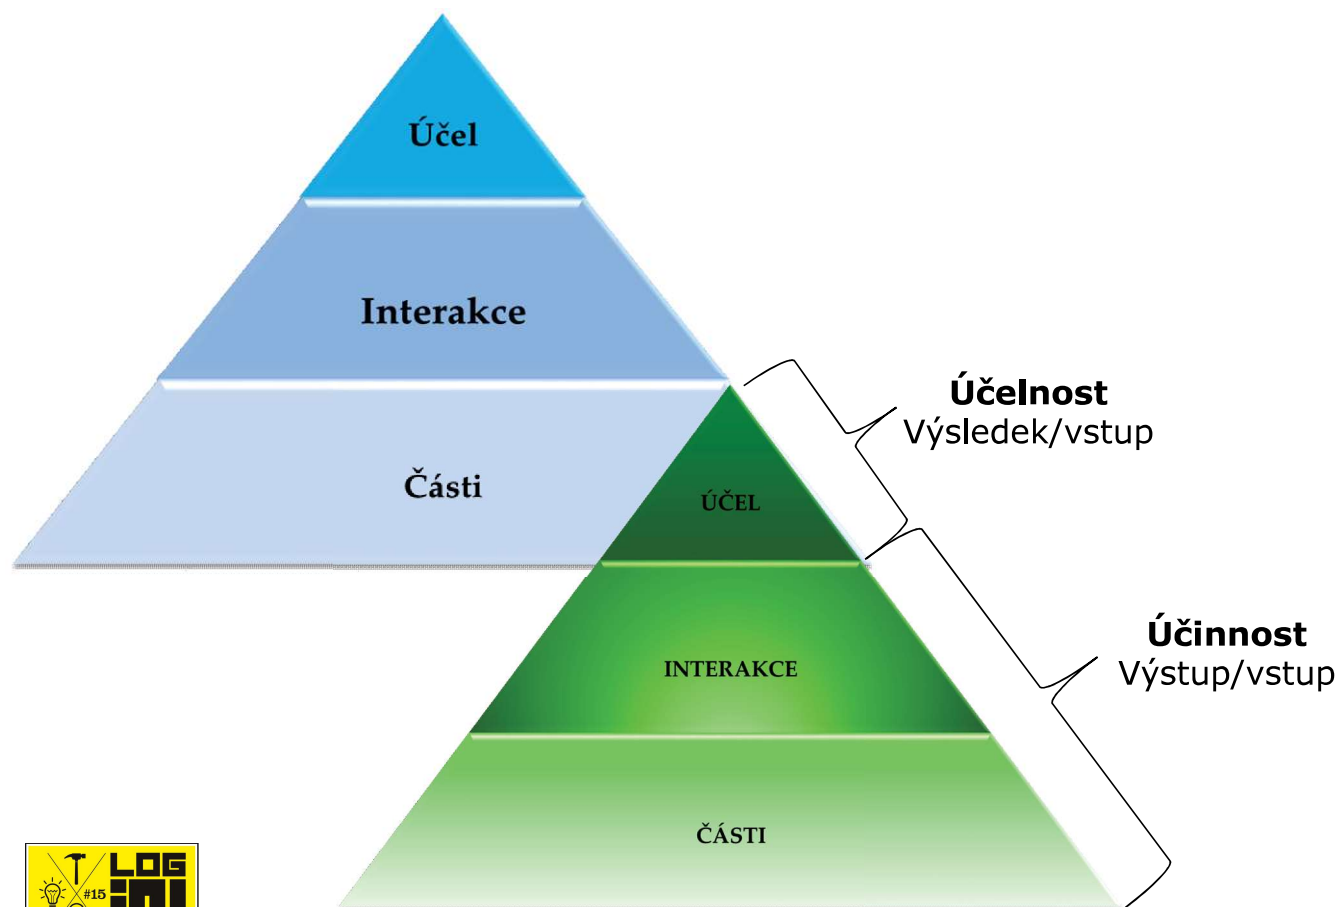 Účel
Interakce
Části
Účelnost
Výsledek/vstup
ÚČEL
Účinnost
Výstup/vstup
INTERAKCE
ČÁSTI
LOG
#15